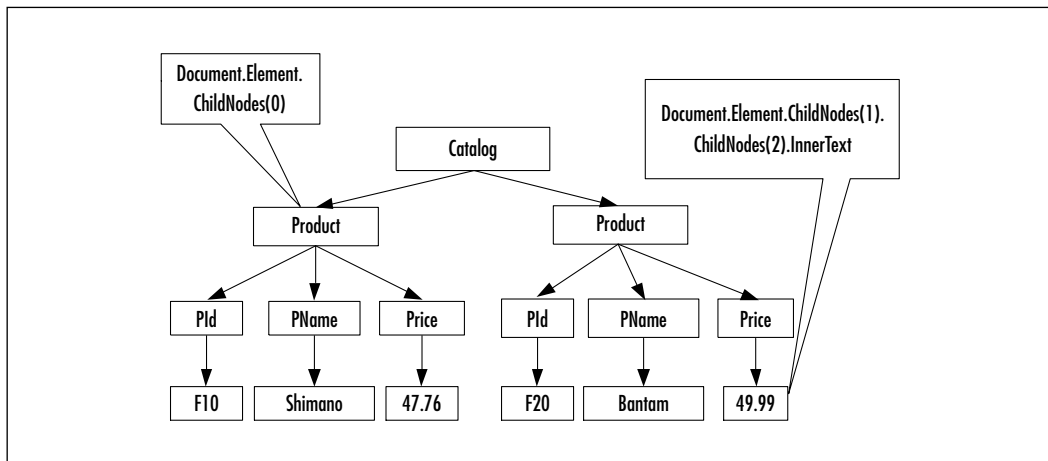 Document.Element.
ChildNodes(0)
Document.Element.ChildNodes(1).
ChildNodes(2).InnerText
Catalog
Product
Product
PId
PName
Price
PId
PName
Price
F10
Shimano
47.76
F20
Bantam
49.99